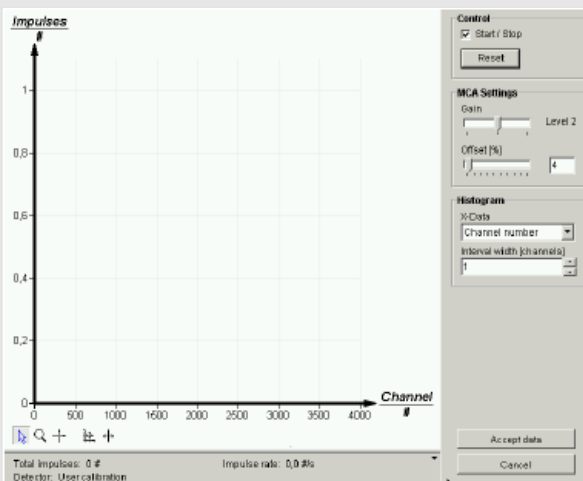 Impulses
#
1
0,8
0,6
0,4
0,2
0
0 500 1000 1500 2000 2500 3000 3500 4000
Channel
#
Total impulses: 0 #
Impulse rate: 0,0 #/s
Detector: User calibration
Control
Start / Stop
Reset
MCA Settings
Gain
Level 2
Offset [%]
4
Histogram
X-Data
Channel number
Interval width [channels]
1
Accept data
Cancel